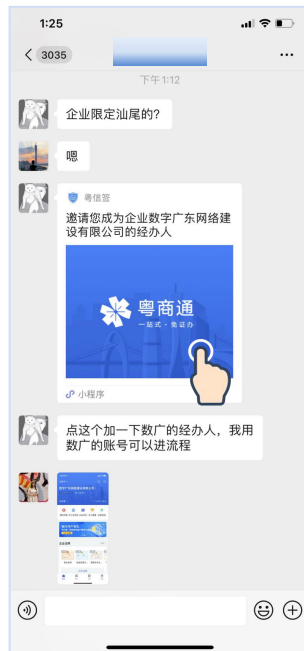 1:25
3035
下午1:12
企业限定汕尾的?
嗯
粤信签
邀请您成为企业数字广东网络建
设有限公司的经办人
粤商通
一站式·免证办
小程序
点这个加一下数广的经办人，我用
数广的账号可以进流程